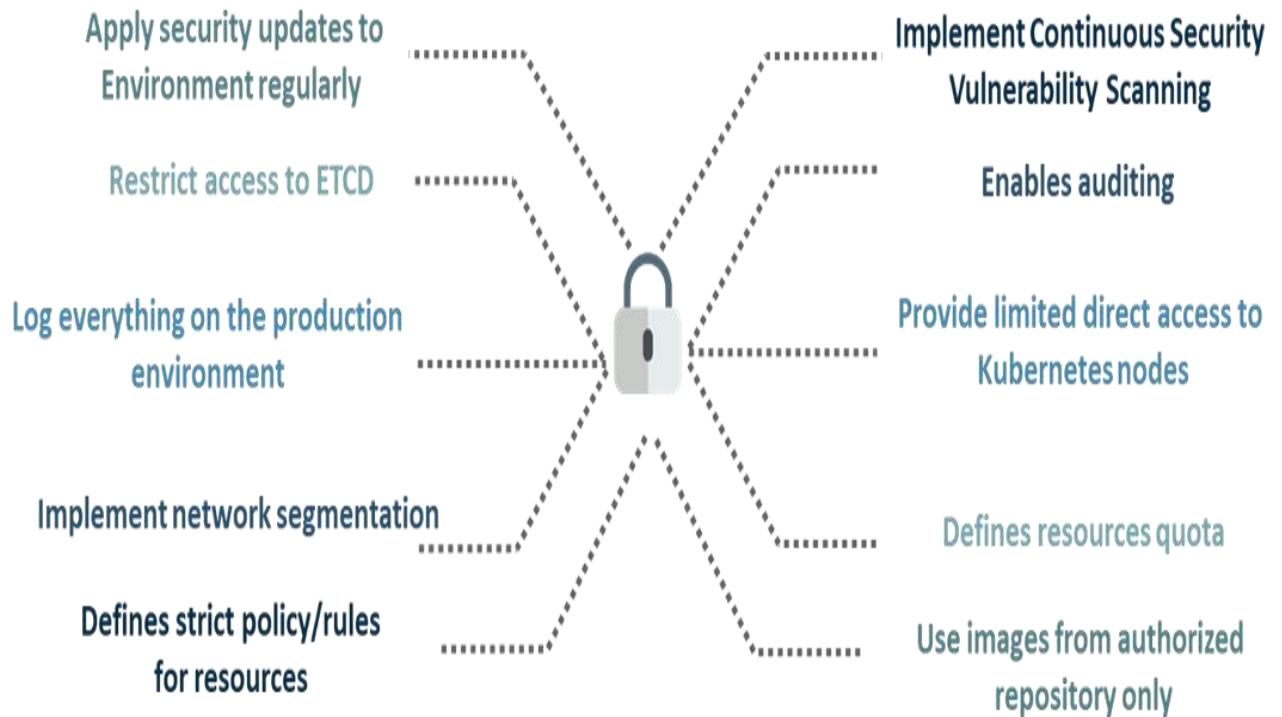 Apply security updates to
Environment regularly
Restrict access to ETCD
Log everything on the production
environment
Implement network segmentation
Defines strict policy/rules
for resources
Implement Continuous Security
Vulnerability Scanning
Enables auditing
Provide limited direct access to
Kubernetes nodes
Defines resources quota
Use images from authorized
repository only